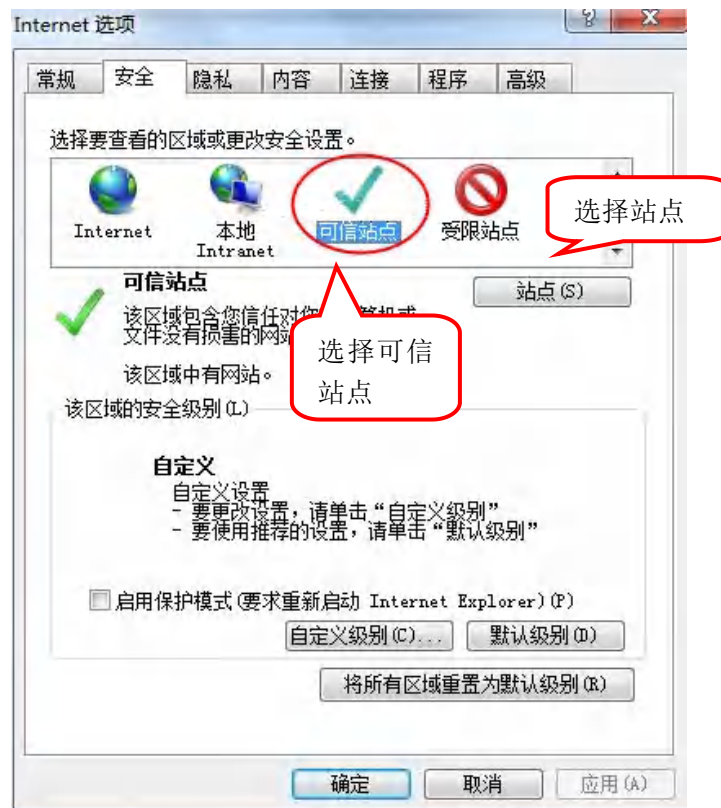 Internet 选项
常规 安全 隐私 内容 连接 程序 高级
选择要查看的区域或更改安全设置。
Internet
本地
Intranet
可信站点
受限站点
选择站点
可信站点
站点(S)
该区域包含您信任对您
文件没有损害的网站
该区域中有网站。
选择可信
站点
该区域的安全级别(L)
自定义
自定义设置
- 要更改设置，请单击“自定义级别”
- 要使用推荐的设置，请单击“默认级别”
启用保护模式(要求重新启动 Internet Explorer)(P)
自定义级别(C)... 默认级别(D)
将所有区域重置为默认级别(R)
确定 取消 应用(A)